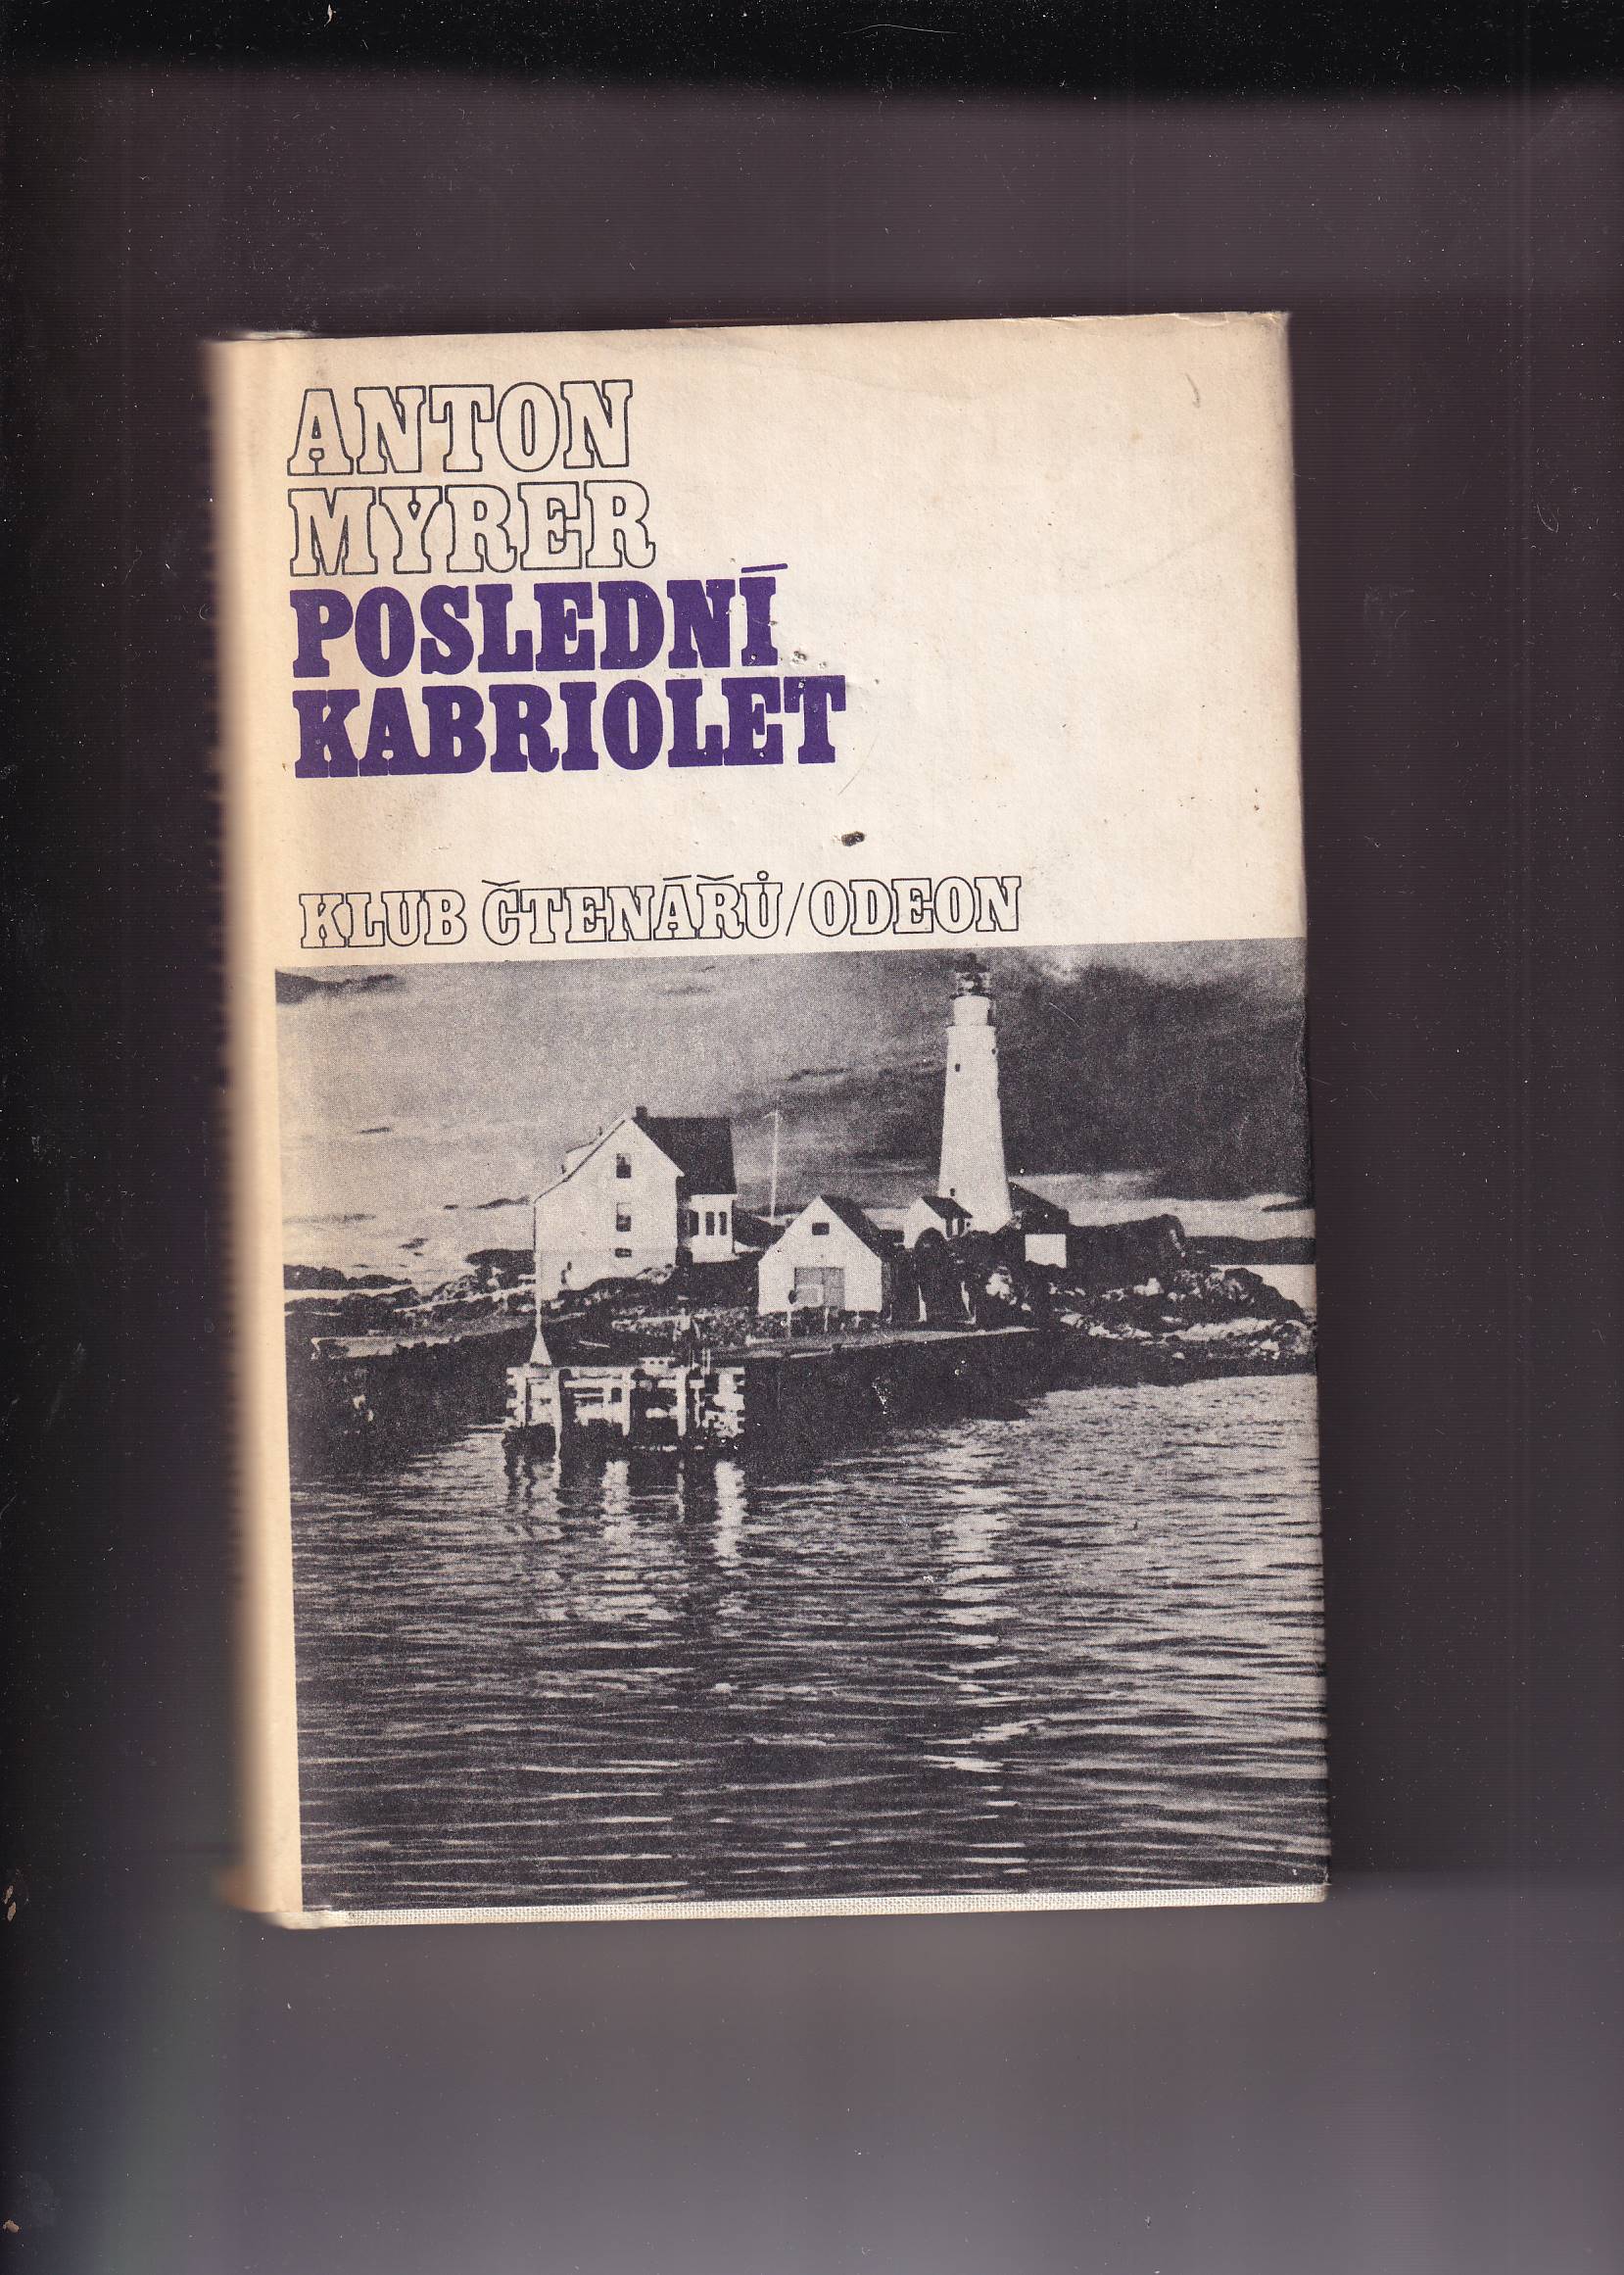 ANTON
MYRER
POSLEDNÍ
KABRIOLET
KLUB ČTENÁŘŮ/ODEON